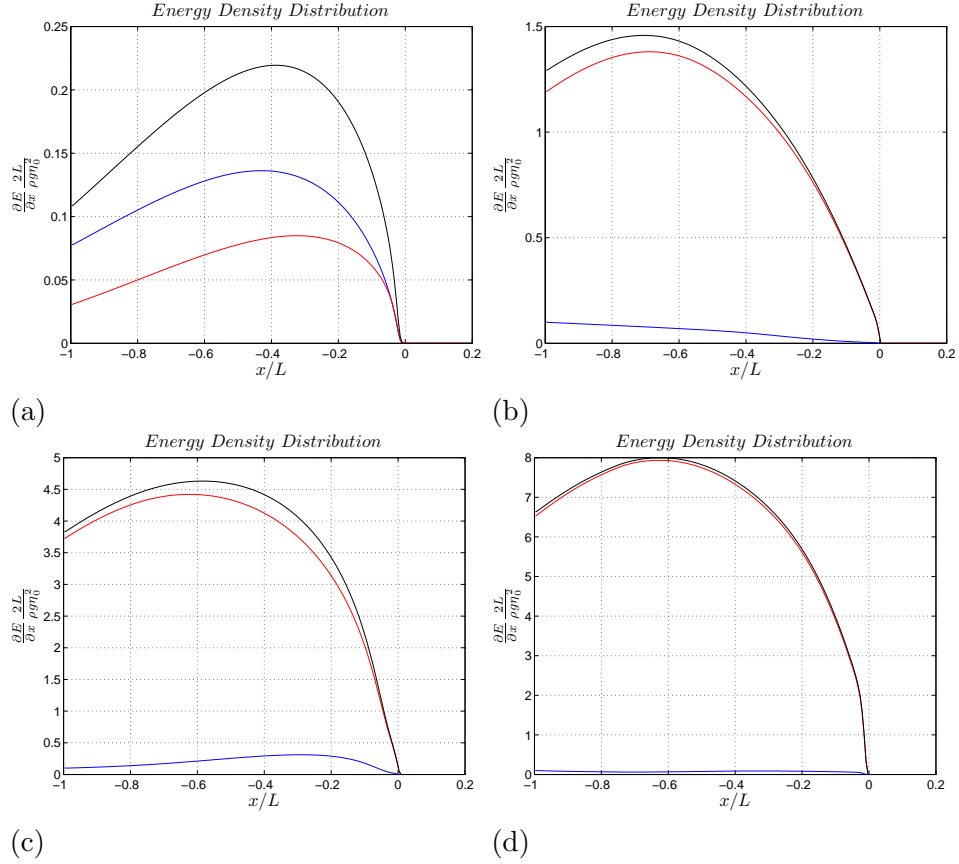 Energy Density Distribution
∂E/∂x 2L/ρgη₀²
0.25
0.2
0.15
0.1
0.05
0
−1 −0.8 −0.6 −0.4 −0.2 0 0.2
x/L
(a)
Energy Density Distribution
∂E/∂x 2L/ρgη₀²
1.5
1
0.5
0
−1 −0.8 −0.6 −0.4 −0.2 0 0.2
x/L
(b)
Energy Density Distribution
∂E/∂x 2L/ρgη₀²
5
4.5
4
3.5
3
2.5
2
1.5
1
0.5
0
−1 −0.8 −0.6 −0.4 −0.2 0 0.2
x/L
(c)
Energy Density Distribution
∂E/∂x 2L/ρgη₀²
8
7
6
5
4
3
2
1
0
−1 −0.8 −0.6 −0.4 −0.2 0 0.2
x/L
(d)